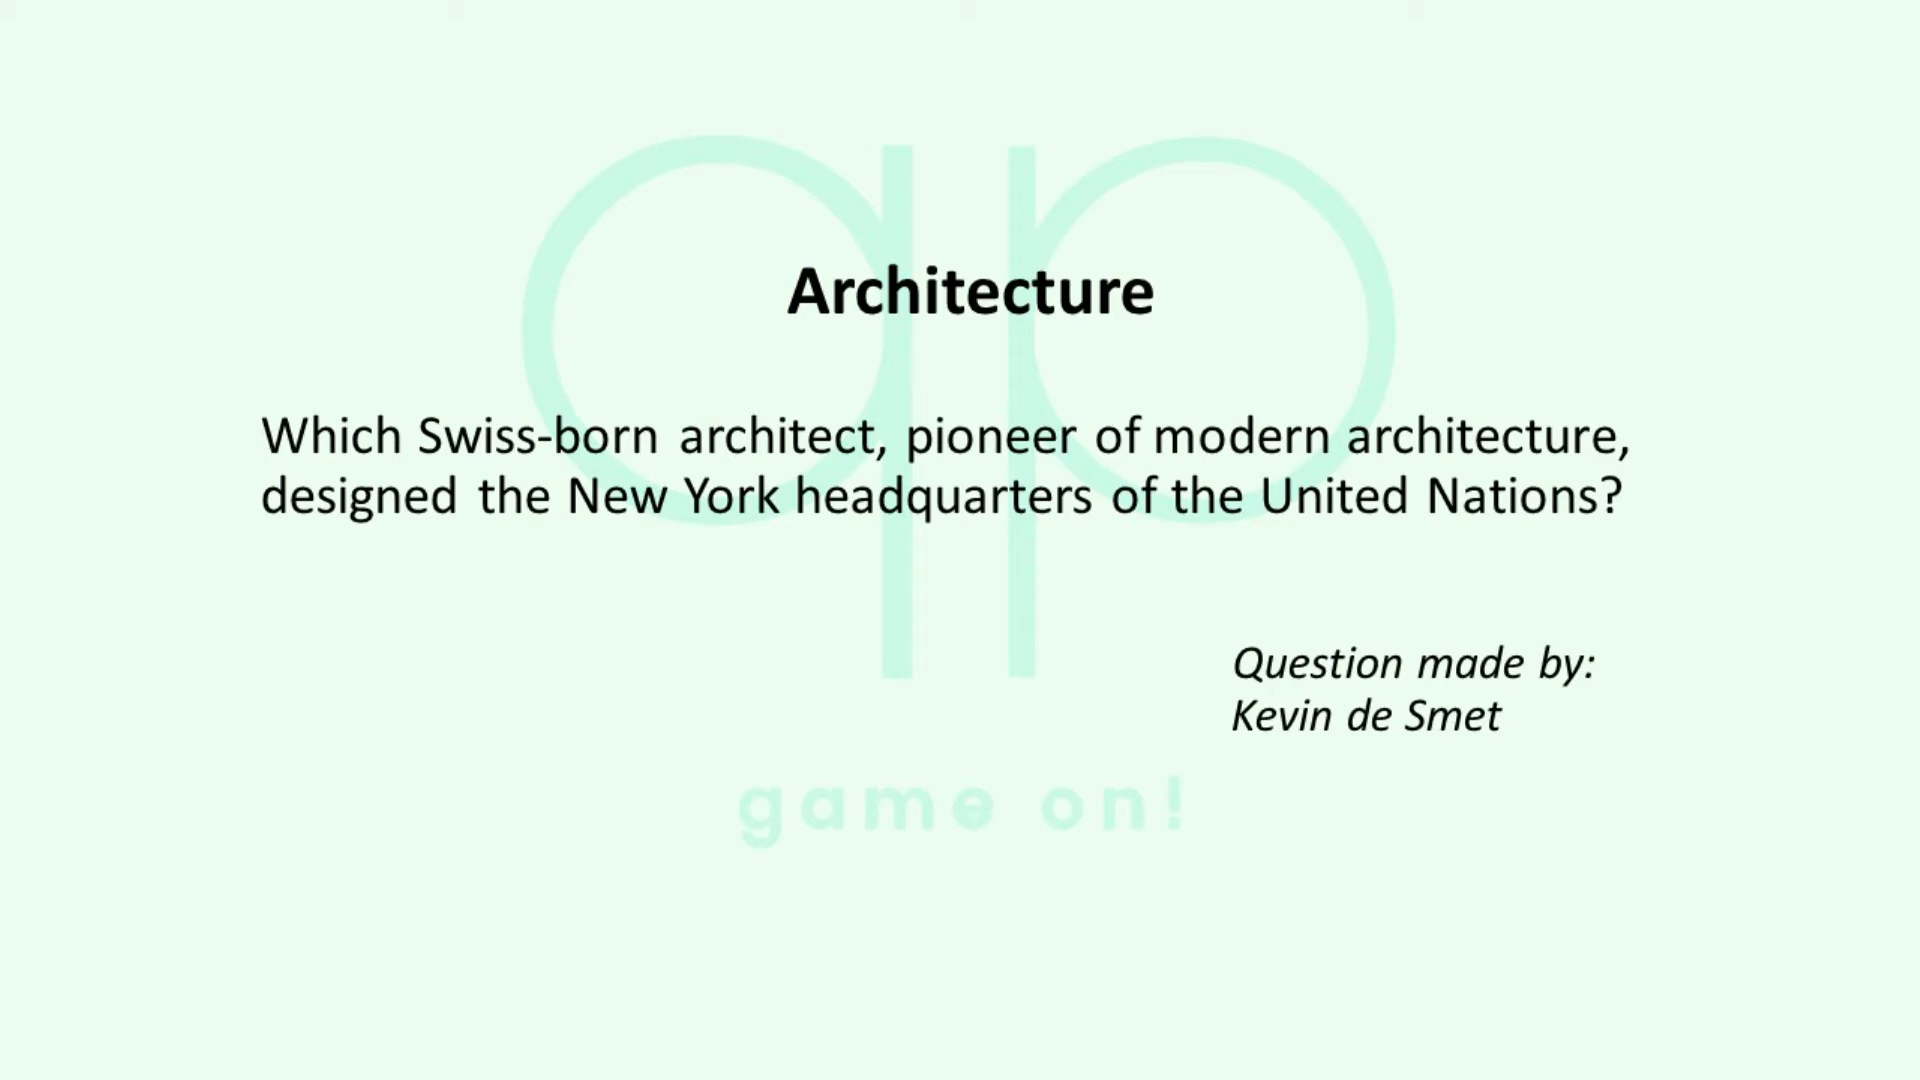 Architecture
Which Swiss-born architect, pioneer of modern architecture,
designed the New York headquarters of the United Nations?
Question made by:
Kevin de Smet
game on!